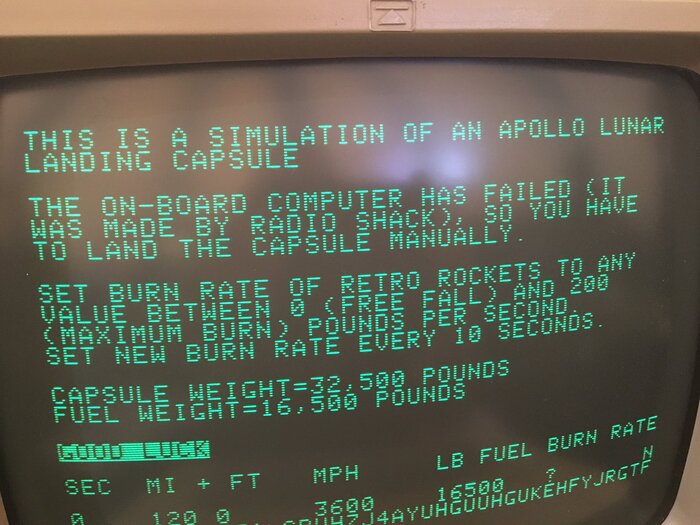 THIS IS A SIMULATION OF AN APOLLO LUNAR
LANDING CAPSULE
THE ON-BOARD COMPUTER HAS FAILED (IT
WAS MADE BY RADIO SHACK), SO YOU HAVE
TO LAND THE CAPSULE MANUALLY.
SET BURN RATE OF RETRO ROCKETS TO ANY
VALUE BETWEEN 0 (FREE FALL) AND 200
(MAXIMUM BURN) POUNDS PER SECOND.
SET NEW BURN RATE EVERY 10 SECONDS.
CAPSULE WEIGHT=32,500 POUNDS
FUEL WEIGHT=16,500 POUNDS
GOOD LUCK
SEC MI + FT MPH LB FUEL BURN RATE
0 120 0 3600 16500 ? N